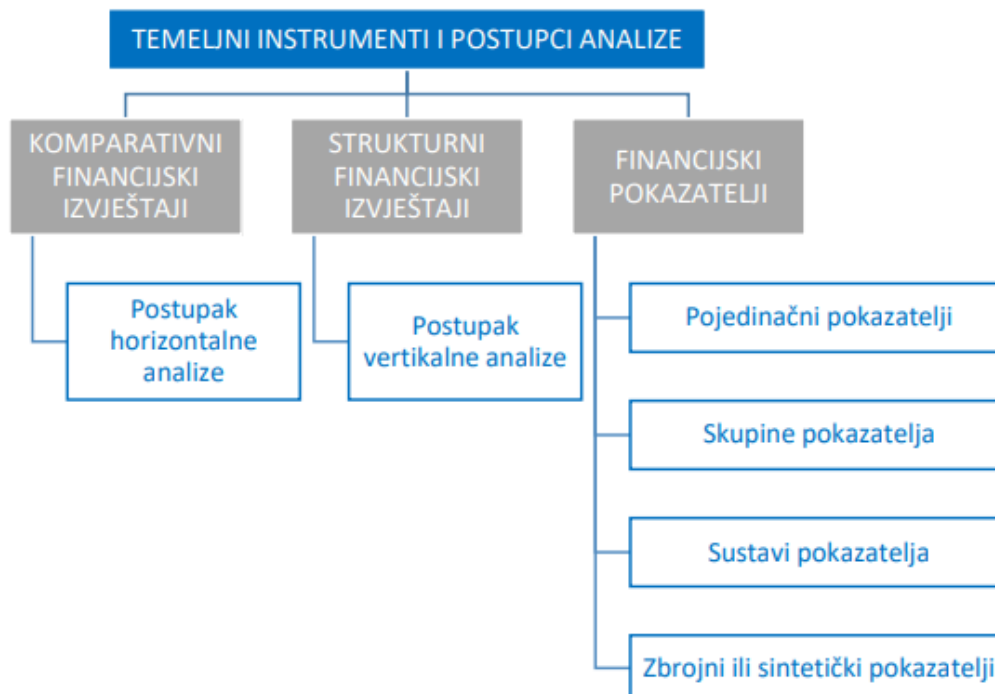 TEMELJNI INSTRUMENTI I POSTUPCI ANALIZE
KOMPARATIVNI
FINANCIJSKI
IZVJEŠTAJI
STRUKTURNI
FINANCIJSKI
IZVJEŠTAJI
FINANCIJSKI
POKAZATELJI
Postupak
horizontalne
analize
Postupak
vertikalne analize
Pojedinačni pokazatelji
Skupine pokazatelja
Sustavi pokazatelja
Zbrojni ili sintetički pokazatelji